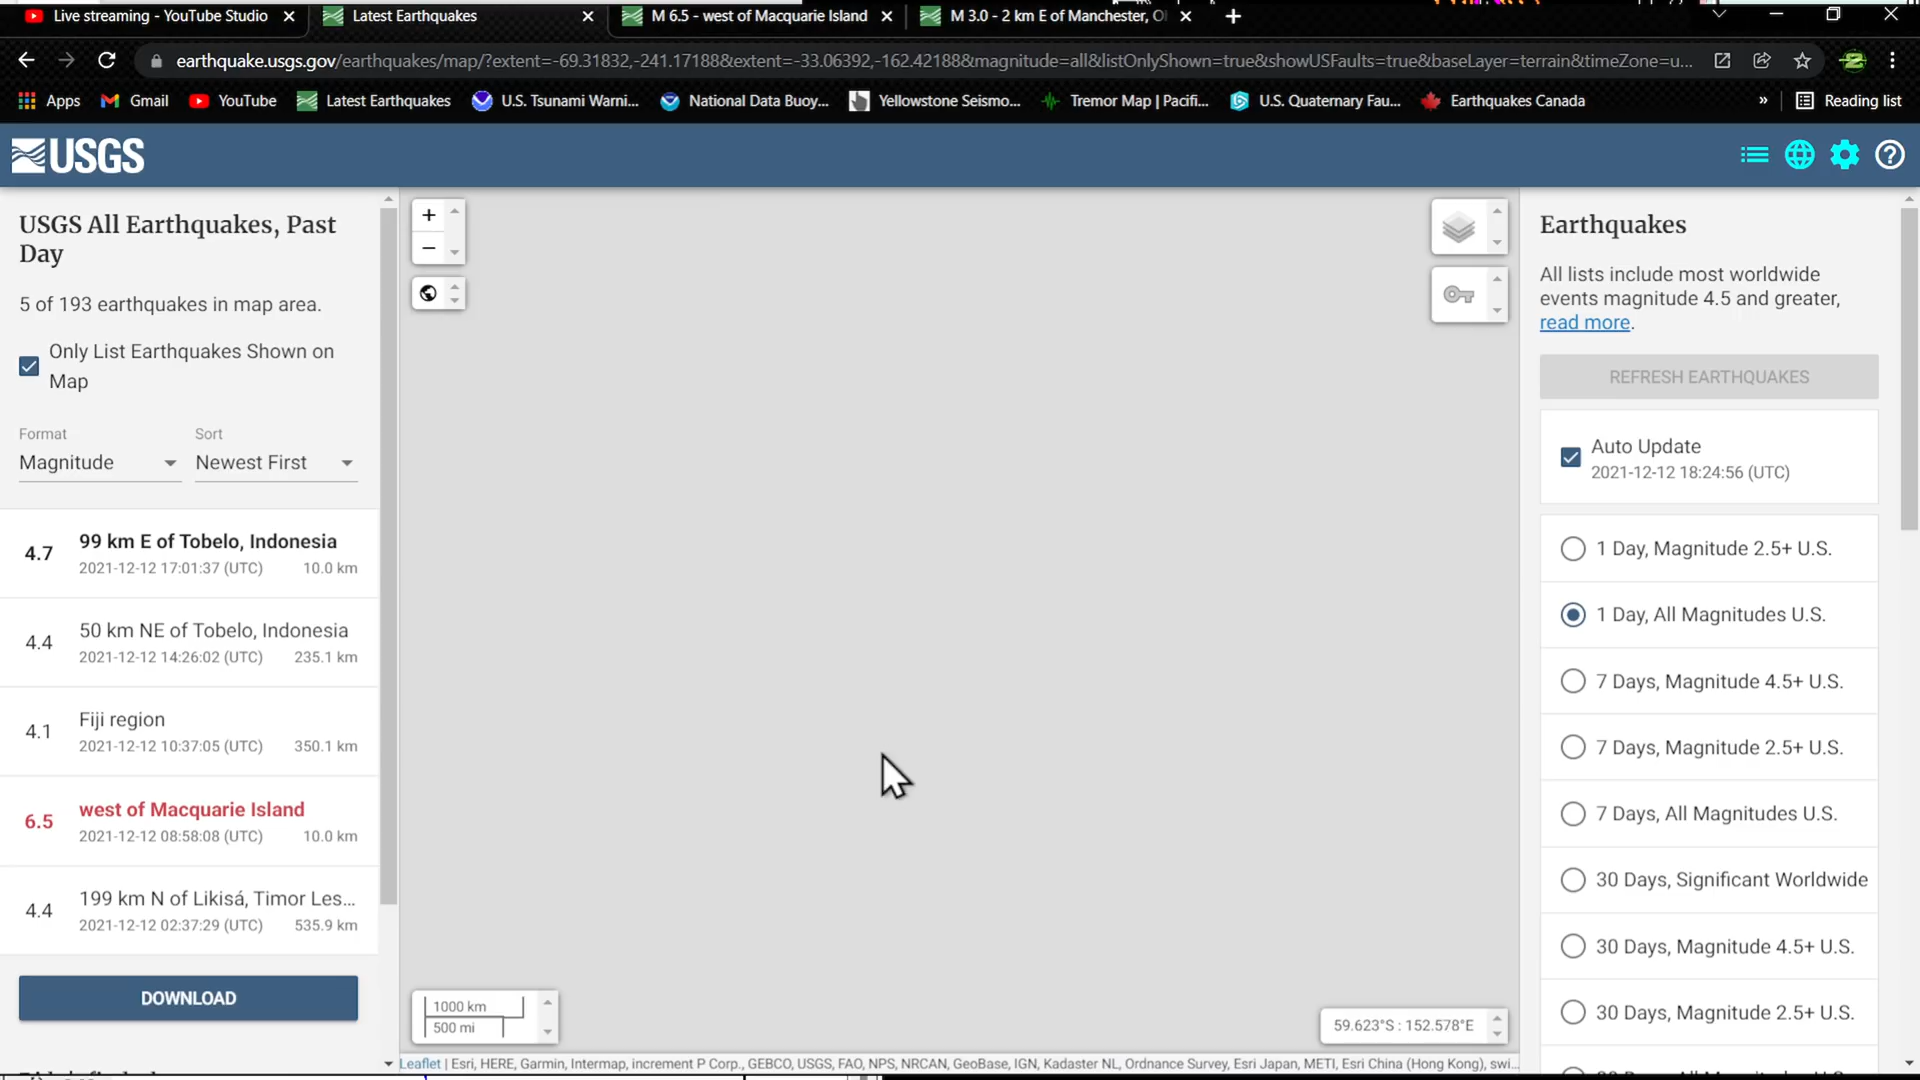 Live streaming - YouTube Studio
Latest Earthquakes
M 6.5 - west of Macquarie Island
M 3.0 - 2 km E of Manchester, O
earthquake.usgs.gov/earthquakes/map/?extent=-69.31832,-241.17188&extent=-33.06392,-162.42188&magnitude=all&listOnlyShown=true&showUSFaults=true&baseLayer=terrain&timeZone=u...
Apps
Gmail
YouTube
Latest Earthquakes
U.S. Tsunami Warni...
National Data Buoy...
Yellowstone Seismo...
Tremor Map | Pacifi...
U.S. Quaternary Fau...
Earthquakes Canada
»
Reading list
USGS
USGS All Earthquakes, Past
Day
5 of 193 earthquakes in map area.
Only List Earthquakes Shown on
Map
Format
Sort
Magnitude
Newest First
4.7
99 km E of Tobelo, Indonesia
2021-12-12 17:01:37 (UTC) 10.0 km
4.4
50 km NE of Tobelo, Indonesia
2021-12-12 14:26:02 (UTC) 235.1 km
4.1
Fiji region
2021-12-12 10:37:05 (UTC) 350.1 km
6.5
west of Macquarie Island
2021-12-12 08:58:08 (UTC) 10.0 km
4.4
199 km N of Likisá, Timor Les...
2021-12-12 02:37:29 (UTC) 535.9 km
DOWNLOAD
+
−
1000 km
500 mi
59.623°S : 152.578°E
Leaflet | Esri, HERE, Garmin, Intermap, increment P Corp., GEBCO, USGS, FAO, NPS, NRCAN, GeoBase, IGN, Kadaster NL, Ordnance Survey, Esri Japan, METI, Esri China (Hong Kong), swi...
Earthquakes
All lists include most worldwide
events magnitude 4.5 and greater,
read more.
REFRESH EARTHQUAKES
Auto Update
2021-12-12 18:24:56 (UTC)
1 Day, Magnitude 2.5+ U.S.
1 Day, All Magnitudes U.S.
7 Days, Magnitude 4.5+ U.S.
7 Days, Magnitude 2.5+ U.S.
7 Days, All Magnitudes U.S.
30 Days, Significant Worldwide
30 Days, Magnitude 4.5+ U.S.
30 Days, Magnitude 2.5+ U.S.